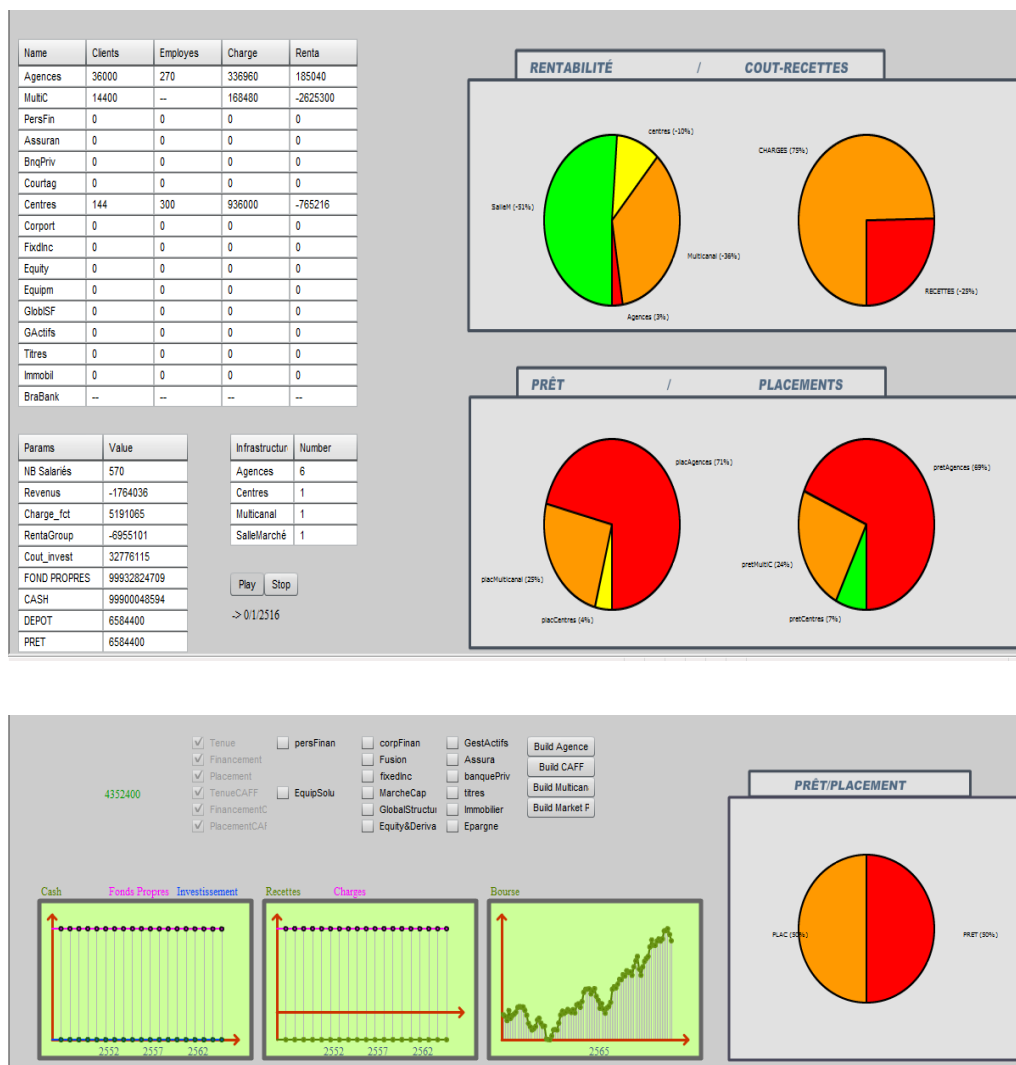 Name Clients Employes Charge Renta
Agences 36000 270 336960 185040
MultiC 14400 -- 168480 -2625300
PersFin 0 0 0 0
Assuran 0 0 0 0
BnqPriv 0 0 0 0
Courtag 0 0 0 0
Centres 144 300 936000 -765216
Corport 0 0 0 0
FixdInc 0 0 0 0
Equity 0 0 0 0
Equipm 0 0 0 0
GloblSF 0 0 0 0
GActifs 0 0 0 0
Titres 0 0 0 0
Immobil 0 0 0 0
BraBank -- -- -- --
RENTABILITÉ / COUT-RECETTES
centres (-10%)
SalleM (-51%)
Multicanal (-36%)
Agences (3%)
CHARGES (75%)
RECETTES (-25%)
Params Value
NB Salariés 570
Revenus -1764036
Charge_fct 5191065
RentaGroup -6955101
Cout_invest 32776115
FOND PROPRES 99932824709
CASH 99900048594
DEPOT 6584400
PRET 6584400
Infrastructur Number
Agences 6
Centres 1
Multicanal 1
SalleMarché 1
Play Stop
-> 0/1/2516
PRÊT / PLACEMENTS
placAgences (71%)
placMulticanal (25%)
placCentres (4%)
pretAgences (69%)
pretMultiC (24%)
pretCentres (7%)
4352400
Tenue persFinan corpFinan GestActifs Build Agence
Financement Fusion Assura Build CAFF
Placement fixedInc banquePriv
TenueCAFF EquipSolu MarcheCap titres Build Multican
FinancementC GlobalStructu Immobilier Build Market F
PlacementCAF Equity&Deriva Epargne
PRÊT/PLACEMENT
PLAC (50%)
PRET (50%)
Cash Fonds Propres Investissement Recettes Charges Bourse
2552 2557 2562 2552 2557 2562 2565